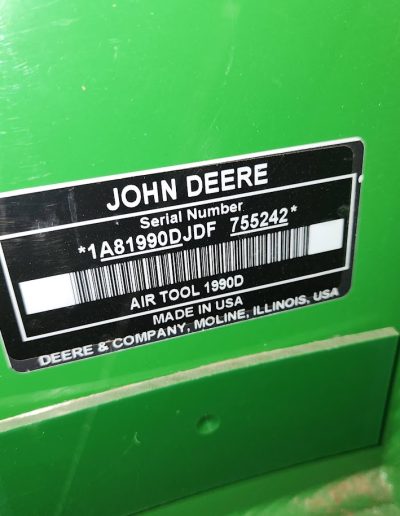 JOHN DEERE
Serial Number
*1A81990DJDF 755242*
AIR TOOL 1990D
MADE IN USA
DEERE & COMPANY, MOLINE, ILLINOIS, USA